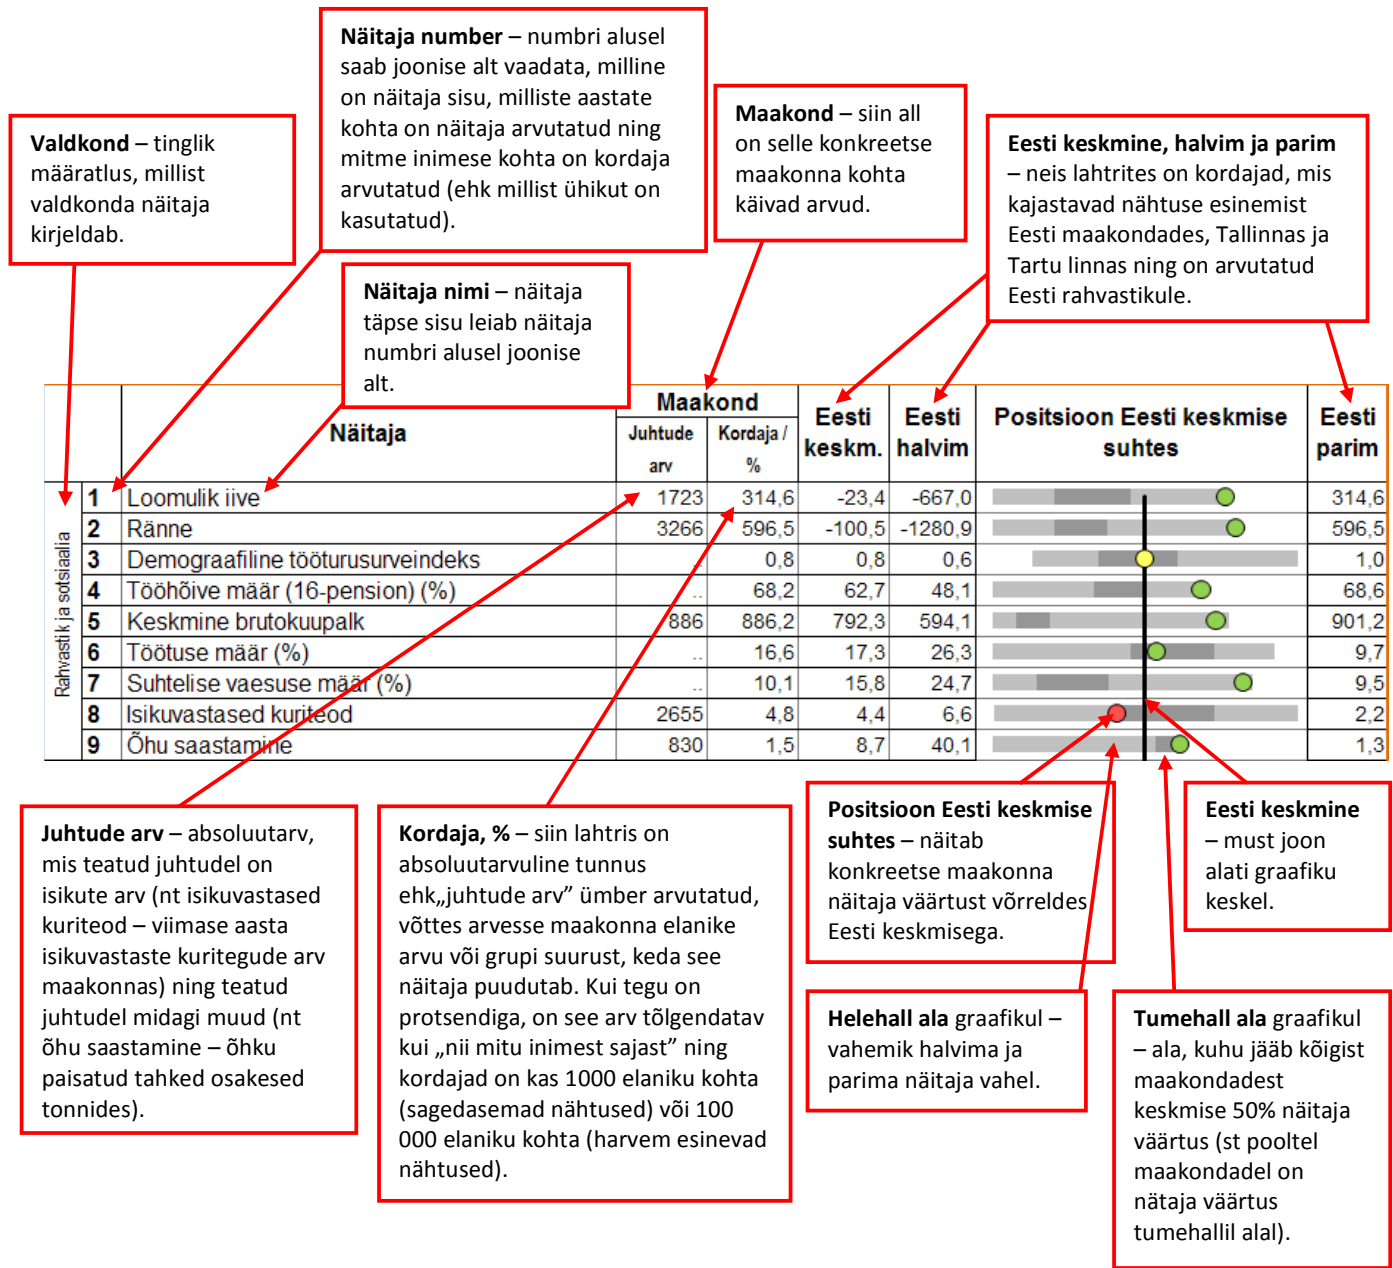 Näitaja number – numbri alusel
saab joonise alt vaadata, milline
on näitaja sisu, milliste aastate
kohta on näitaja arvutatud ning
mitme inimese kohta on kordaja
arvutatud (ehk millist ühikut on
kasutatud).
Valdkond – tinglik
määratlus, millist
valdkonda näitaja
kirjeldab.
Maakond – siin all
on selle konkreetse
maakonna kohta
käivad arvud.
Eesti keskmine, halvim ja parim
– neis lahtrites on kordajad, mis
kajastavad nähtuse esinemist
Eesti maakondades, Tallinnas ja
Tartu linnas ning on arvutatud
Eesti rahvastikule.
Näitaja nimi – näitaja
täpse sisu leiab näitaja
numbri alusel joonise
alt.
Näitaja
Maakond
Juhtude
arv
Kordaja /
%
Eesti
keskm.
Eesti
halvim
Positsioon Eesti keskmise
suhtes
Eesti
parim
Rahvastik ja sotsiaalia
1 Loomulik iive 1723 314,6 -23,4 -667,0 314,6
2 Ränne 3266 596,5 -100,5 -1280,9 596,5
3 Demograafiline tööturusurveindeks .. 0,8 0,8 0,6 1,0
4 Tööhõive määr (16-pension) (%) .. 68,2 62,7 48,1 68,6
5 Keskmine brutokuupalk 886 886,2 792,3 594,1 901,2
6 Töötuse määr (%) .. 16,6 17,3 26,3 9,7
7 Suhtelise vaesuse määr (%) .. 10,1 15,8 24,7 9,5
8 Isikuvastased kuriteod 2655 4,8 4,4 6,6 2,2
9 Õhu saastamine 830 1,5 8,7 40,1 1,3
Juhtude arv – absoluutarv,
mis teatud juhtudel on
isikute arv (nt isikuvastased
kuriteod – viimase aasta
isikuvastaste kuritegude arv
maakonnas) ning teatud
juhtudel midagi muud (nt
õhu saastamine – õhku
paisatud tahked osakesed
tonnides).
Kordaja, % – siin lahtris on
absoluutarvuline tunnus
ehk„juhtude arv” ümber arvutatud,
võttes arvesse maakonna elanike
arvu või grupi suurust, keda see
näitaja puudutab. Kui tegu on
protsendiga, on see arv tõlgendatav
kui „nii mitu inimest sajast” ning
kordajad on kas 1000 elaniku kohta
(sagedasemad nähtused) või 100
000 elaniku kohta (harvem esinevad
nähtused).
Positsioon Eesti keskmise
suhtes – näitab
konkreetse maakonna
näitaja väärtust võrreldes
Eesti keskmisega.
Eesti keskmine
– must joon
alati graafiku
keskel.
Helehall ala graafikul –
vahemik halvima ja
parima näitaja vahel.
Tumehall ala graafikul
– ala, kuhu jääb kõigist
maakondadest
keskmise 50% näitaja
väärtus (st pooltel
maakondadel on
nätaja väärtus
tumehallil alal).